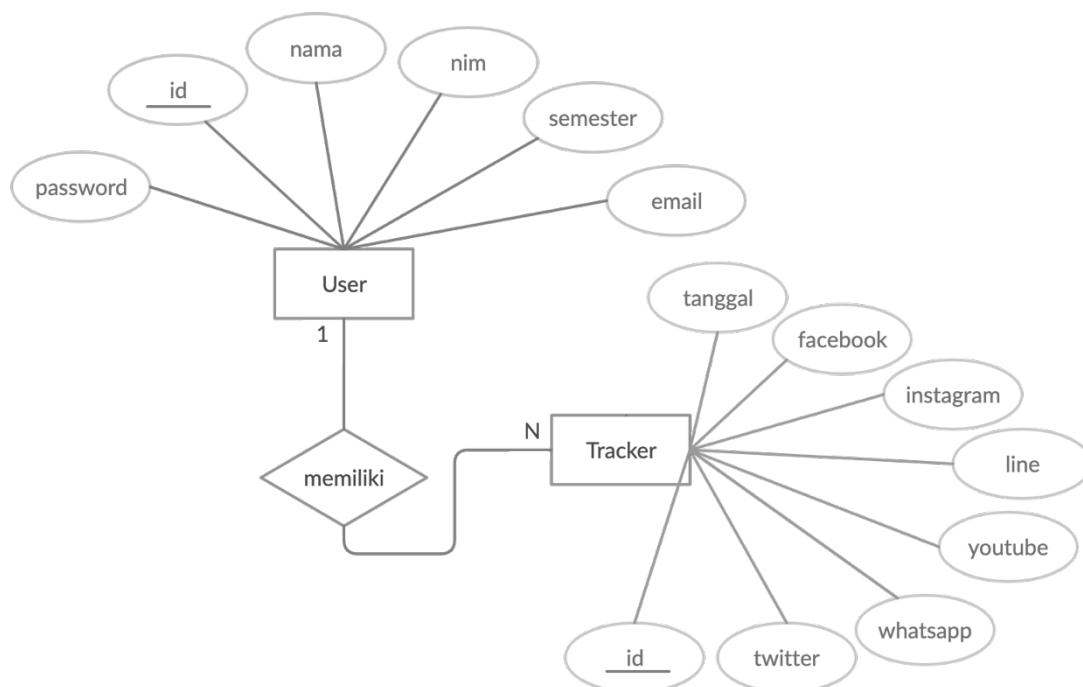 nama
nim
id
semester
password
email
User
tanggal
1
facebook
instagram
N
Tracker
line
memiliki
youtube
whatsapp
id
twitter